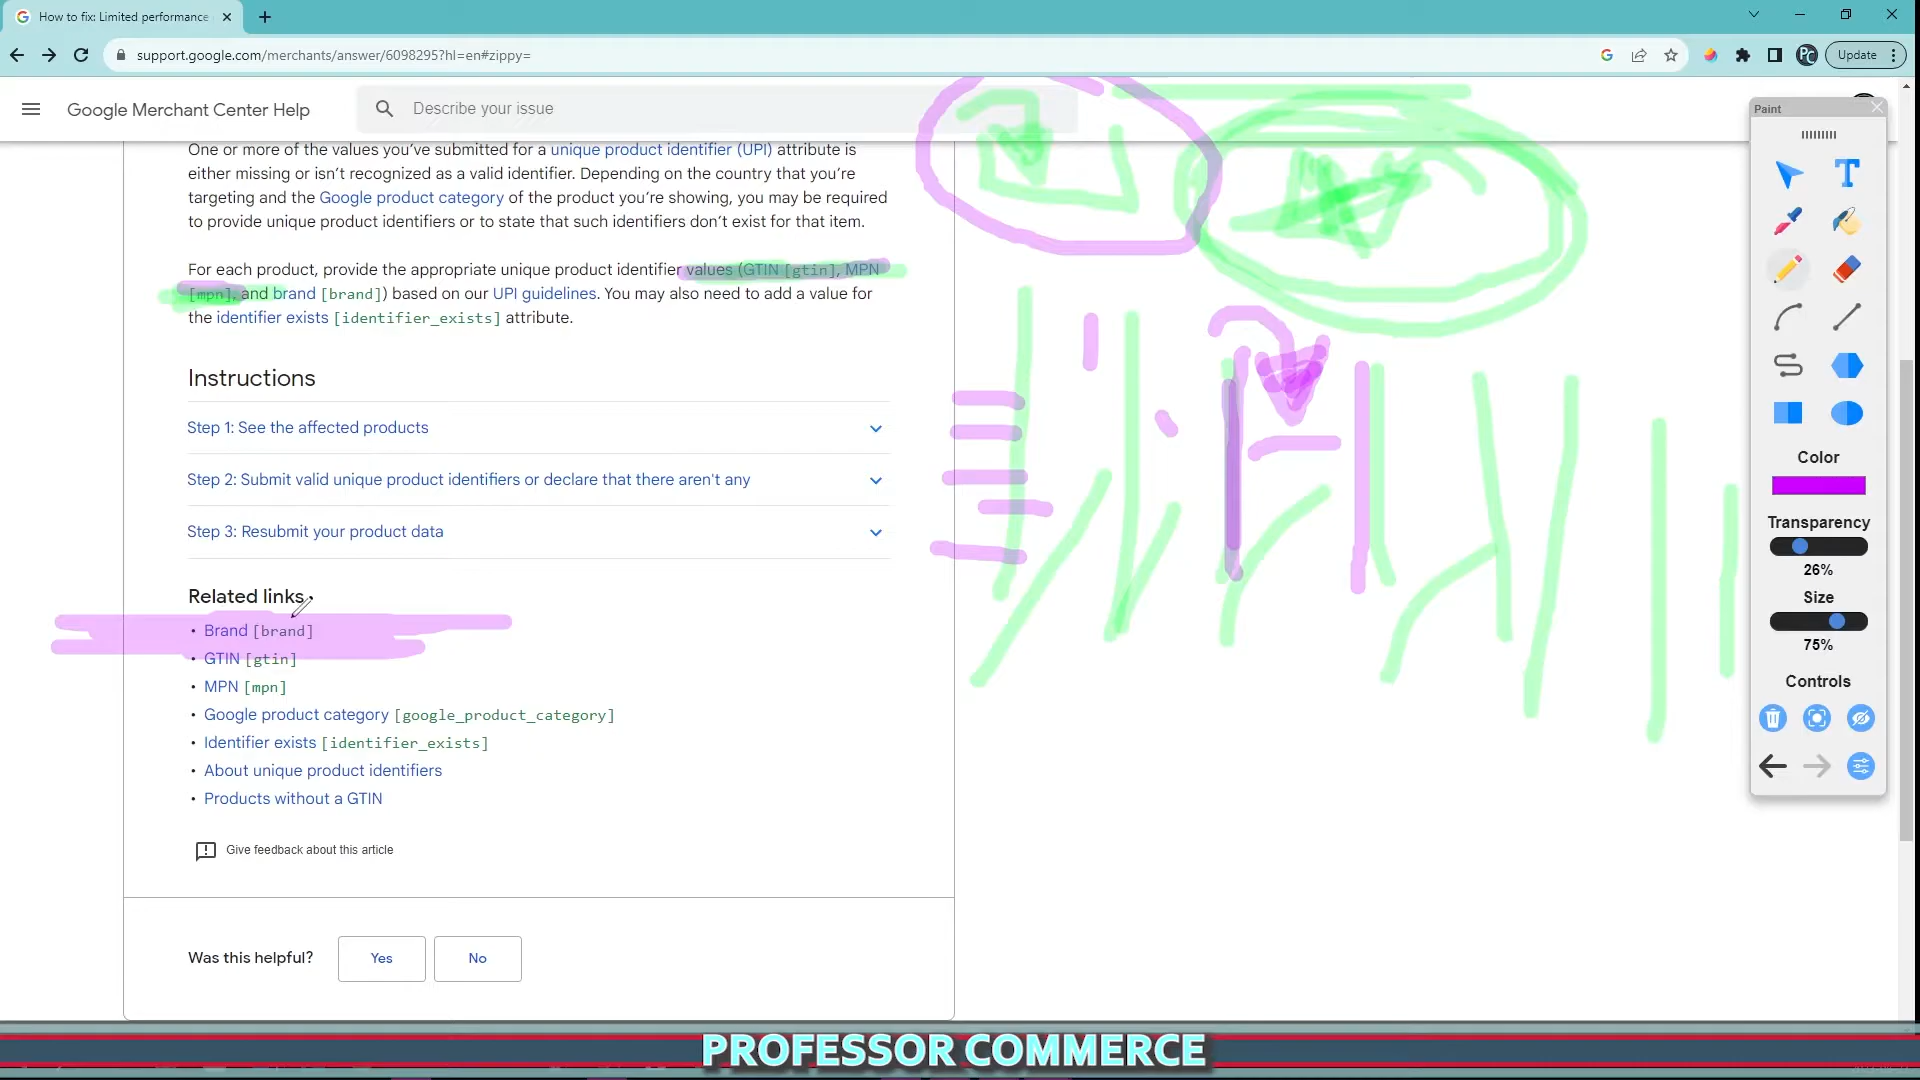 How to fix: Limited performance
support.google.com/merchants/answer/6098295?hl=en#zippy=
Update
Google Merchant Center Help
Describe your issue
One or more of the values you've submitted for a unique product identifier (UPI) attribute is
either missing or isn't recognized as a valid identifier. Depending on the country that you're
targeting and the Google product category of the product you're showing, you may be required
to provide unique product identifiers or to state that such identifiers don't exist for that item.
For each product, provide the appropriate unique product identifier values (GTIN [gtin], MPN
[mpn], and brand [brand]) based on our UPI guidelines. You may also need to add a value for
the identifier exists [identifier_exists] attribute.
Instructions
Step 1: See the affected products
Step 2: Submit valid unique product identifiers or declare that there aren't any
Step 3: Resubmit your product data
Related links
• Brand [brand]
• GTIN [gtin]
• MPN [mpn]
• Google product category [google_product_category]
• Identifier exists [identifier_exists]
• About unique product identifiers
• Products without a GTIN
Give feedback about this article
Was this helpful?
Yes
No
Paint
Color
Transparency
26%
Size
75%
Controls
PROFESSOR COMMERCE